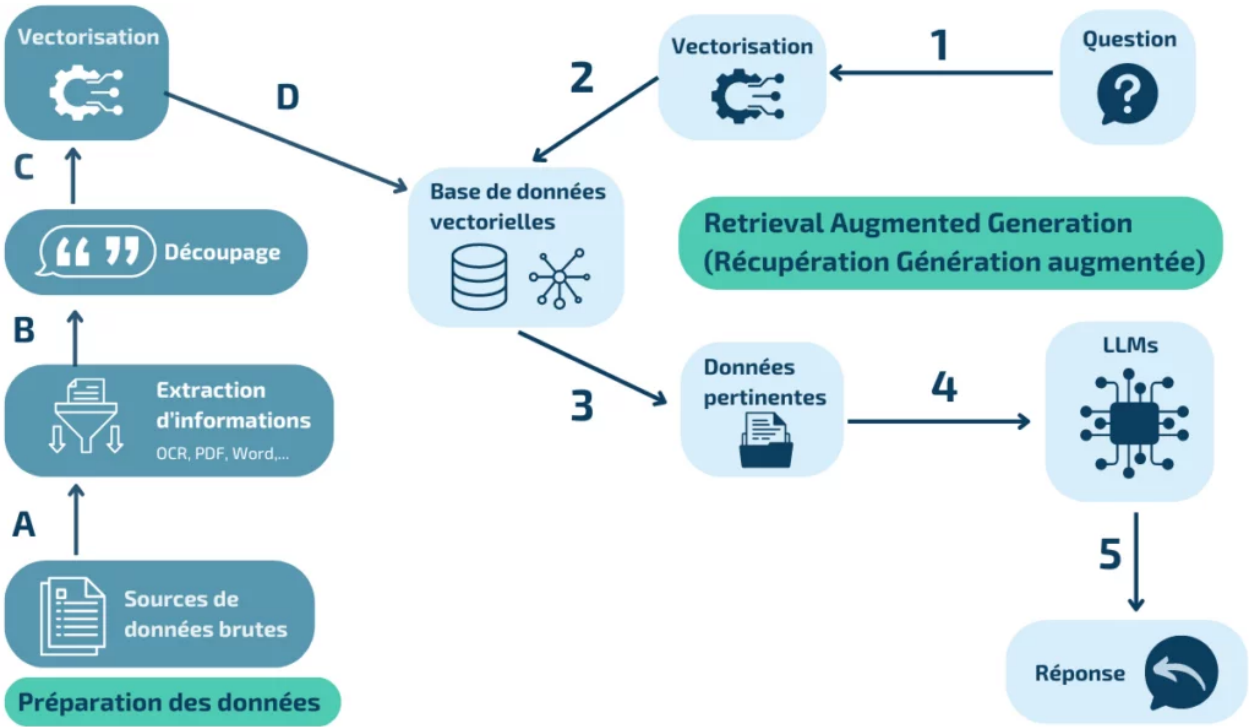 Vectorisation
D
C
Découpage
B
Extraction
d'informations
OCR, PDF, Word,...
A
Sources de
données brutes
Préparation des données
Question
1
Vectorisation
2
Base de données
vectorielles
Retrieval Augmented Generation
(Récupération Génération augmentée)
3
Données
pertinentes
4
LLMs
5
Réponse